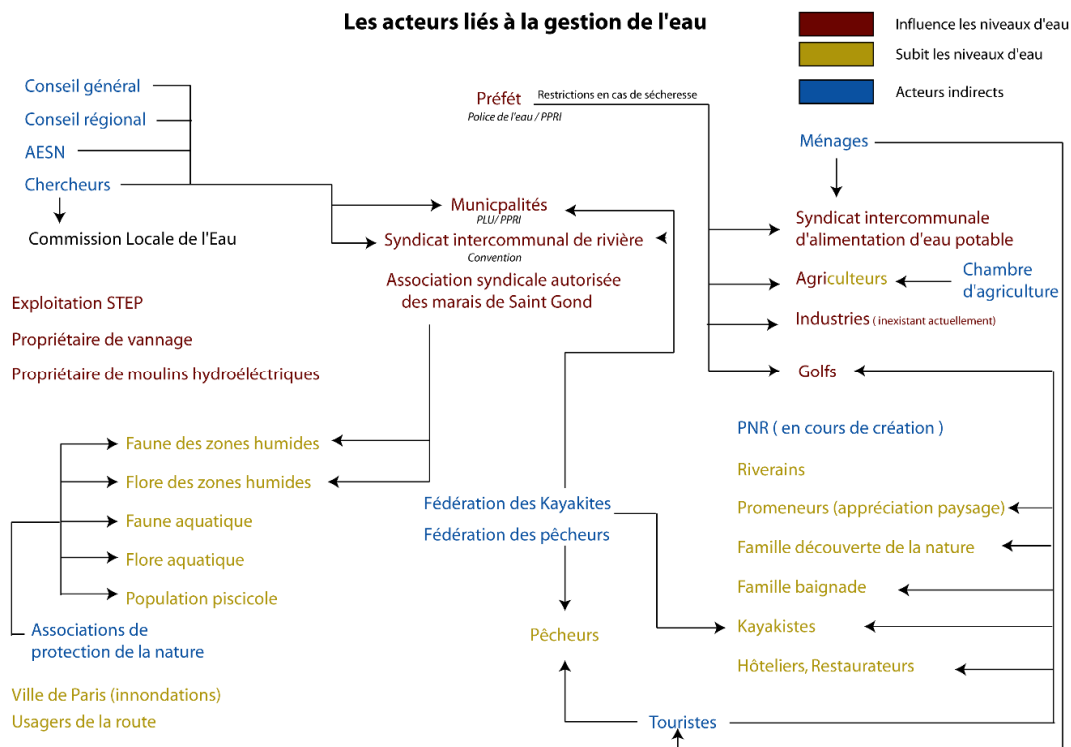 Les acteurs liés à la gestion de l'eau
Influence les niveaux d'eau
Subit les niveaux d'eau
Acteurs indirects
Conseil général
Conseil régional
AESN
Chercheurs
Commission Locale de l'Eau
Préfét
Police de l'eau / PPRI
Restrictions en cas de sécheresse
Ménages
Municpalités
PLU/ PPRI
Syndicat intercommunal de rivière
Convention
Association syndicale autorisée
des marais de Saint Gond
Syndicat intercommunale
d'alimentation d'eau potable
Agriculteurs
Chambre
d'agriculture
Industries ( inexistant actuellement)
Golfs
Exploitation STEP
Propriétaire de vannage
Propriétaire de moulins hydroéléctriques
Faune des zones humides
Flore des zones humides
Faune aquatique
Flore aquatique
Population piscicole
Associations de
protection de la nature
Ville de Paris (innondations)
Usagers de la route
Fédération des Kayakites
Fédération des pêcheurs
Pêcheurs
Touristes
PNR ( en cours de création )
Riverains
Promeneurs (appréciation paysage)
Famille découverte de la nature
Famille baignade
Kayakistes
Hôteliers, Restaurateurs